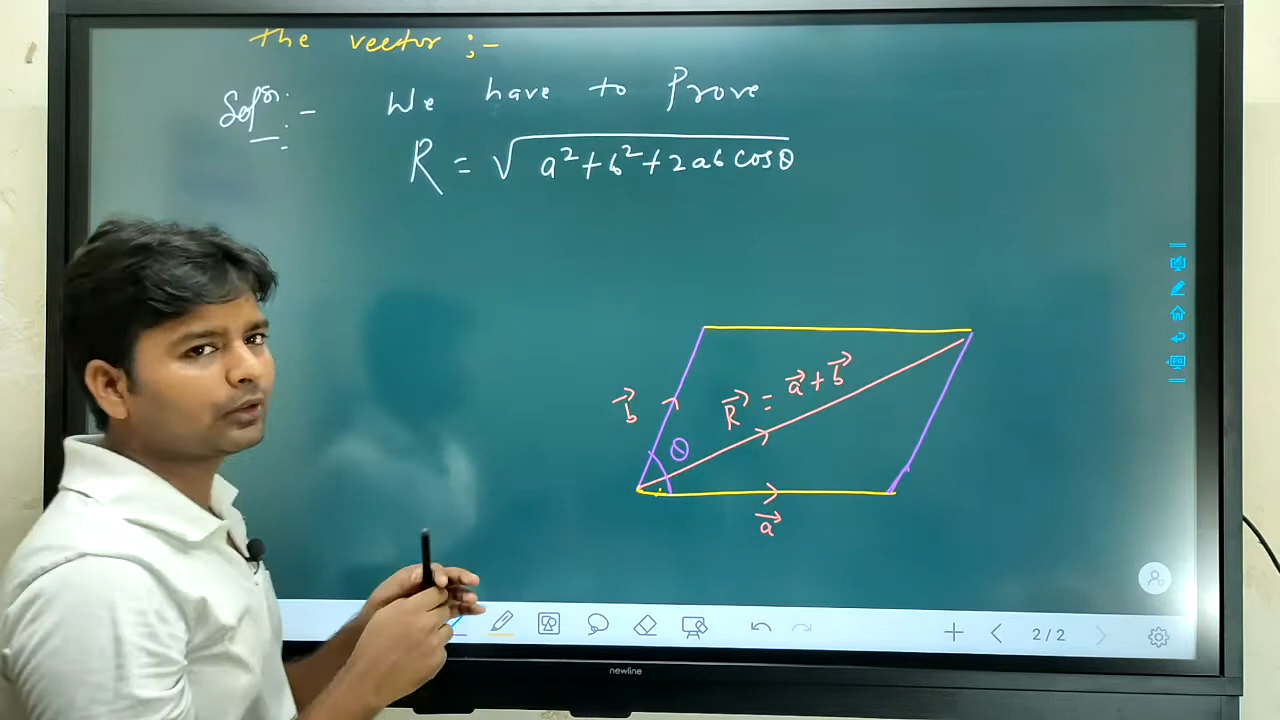 the vector :-
Solⁿ. :- We have to Prove
R = √a²+b²+2ab cosθ
b⃗
R⃗ = a⃗+b⃗
θ
a⃗
2/2
newline